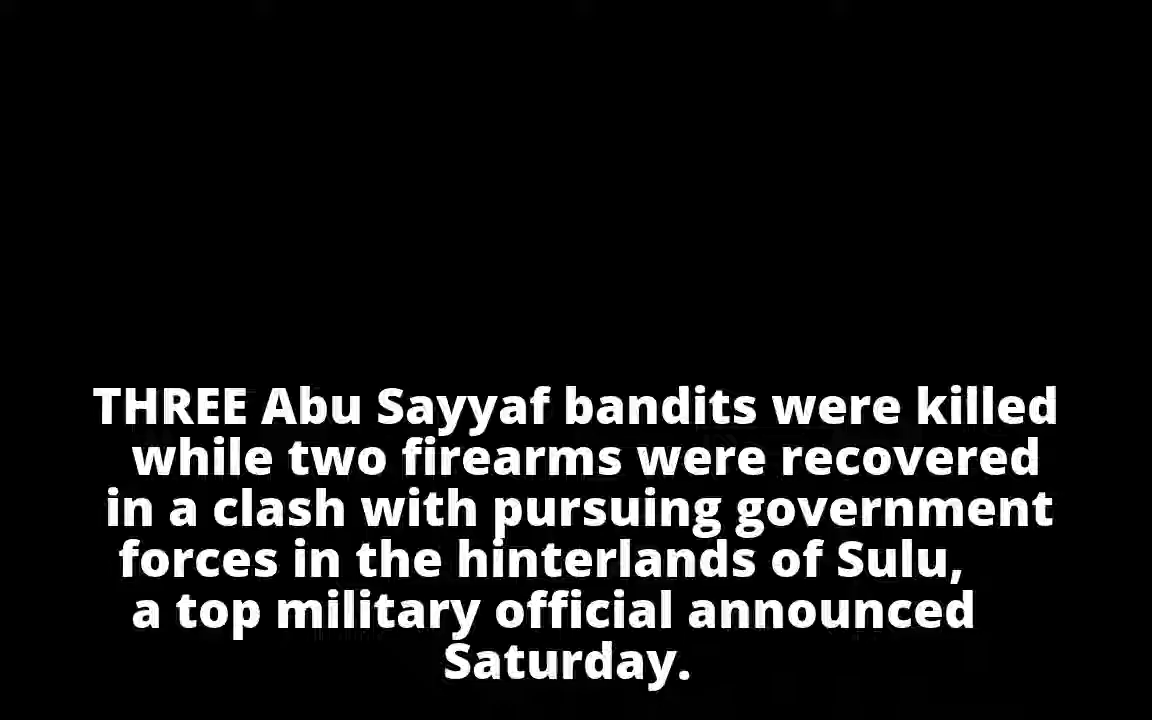 THREE Abu Sayyaf bandits were killed
while two firearms were recovered
in a clash with pursuing government
forces in the hinterlands of Sulu,
a top military official announced
Saturday.